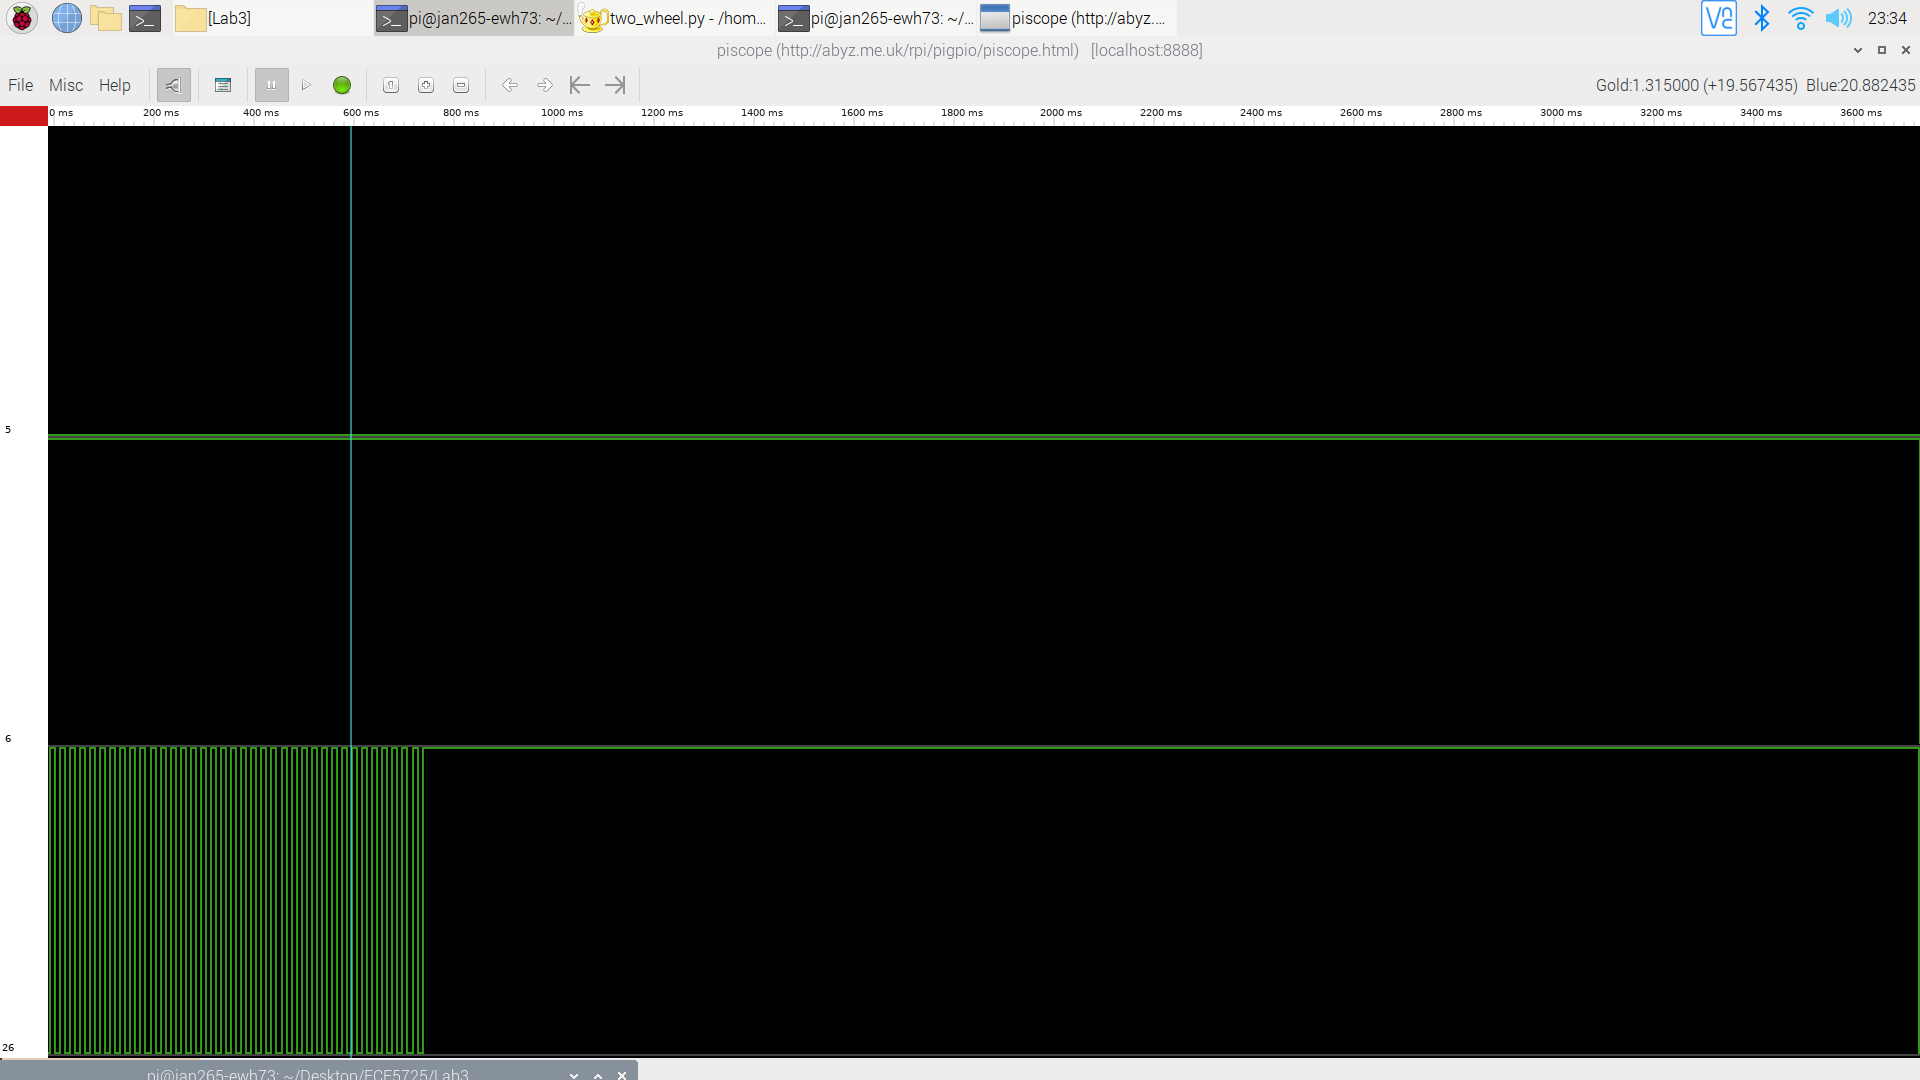 [Lab3] pi@jan265-ewh73: ~/... two_wheel.py - /hom... pi@jan265-ewh73: ~/... piscope (http://abyz.... 23:34
piscope (http://abyz.me.uk/rpi/pigpio/piscope.html) [localhost:8888]
File Misc Help Gold:1.315000 (+19.567435) Blue:20.882435
0 ms 200 ms 400 ms 600 ms 800 ms 1000 ms 1200 ms 1400 ms 1600 ms 1800 ms 2000 ms 2200 ms 2400 ms 2600 ms 2800 ms 3000 ms 3200 ms 3400 ms 3600 ms
5
6
26
pi@jan265-ewh73: ~/Desktop/ECE5725/Lab3